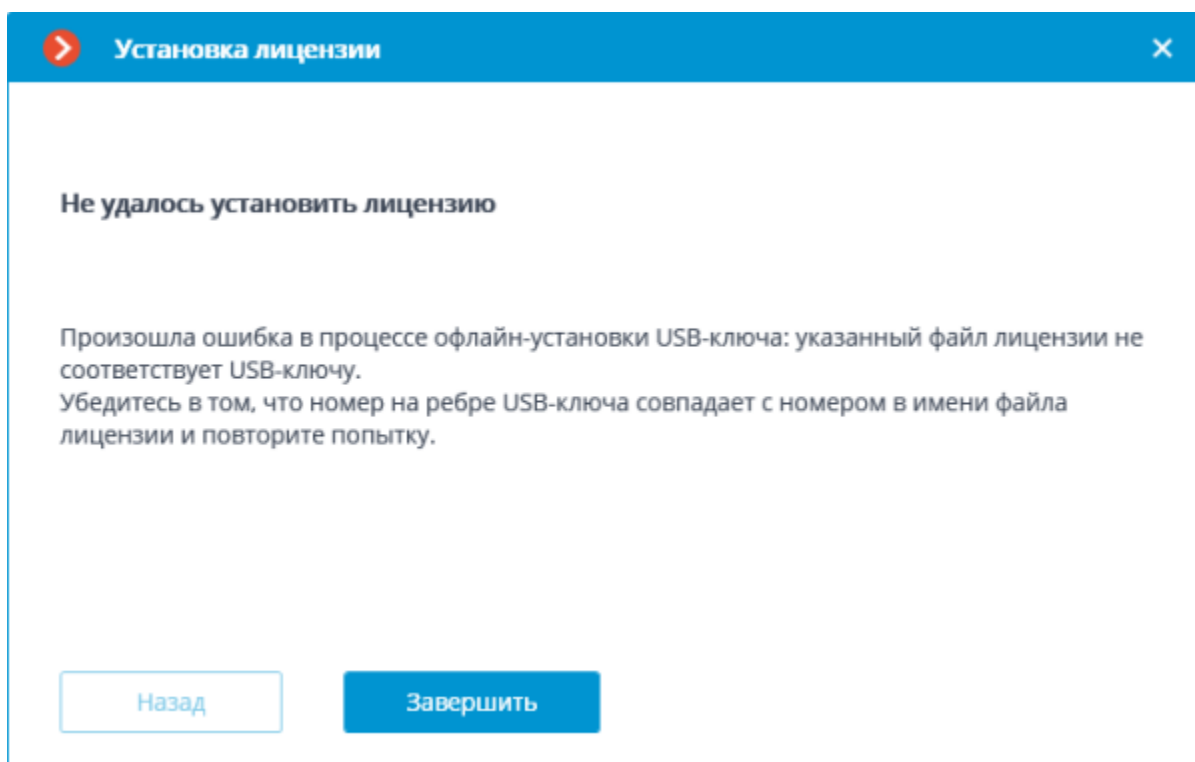 Установка лицензии
Не удалось установить лицензию
Произошла ошибка в процессе офлайн-установки USB-ключа: указанный файл лицензии не
соответствует USB-ключу.
Убедитесь в том, что номер на ребре USB-ключа совпадает с номером в имени файла
лицензии и повторите попытку.
Назад
Завершить